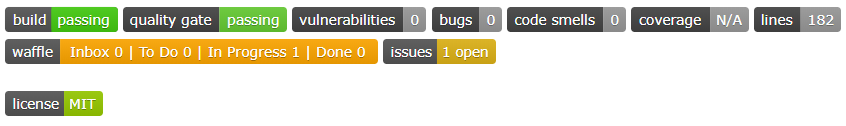 build passing quality gate passing vulnerabilities 0 bugs 0 code smells 0 coverage N/A lines 182
waffle Inbox 0 | To Do 0 | In Progress 1 | Done 0 issues 1 open
license MIT